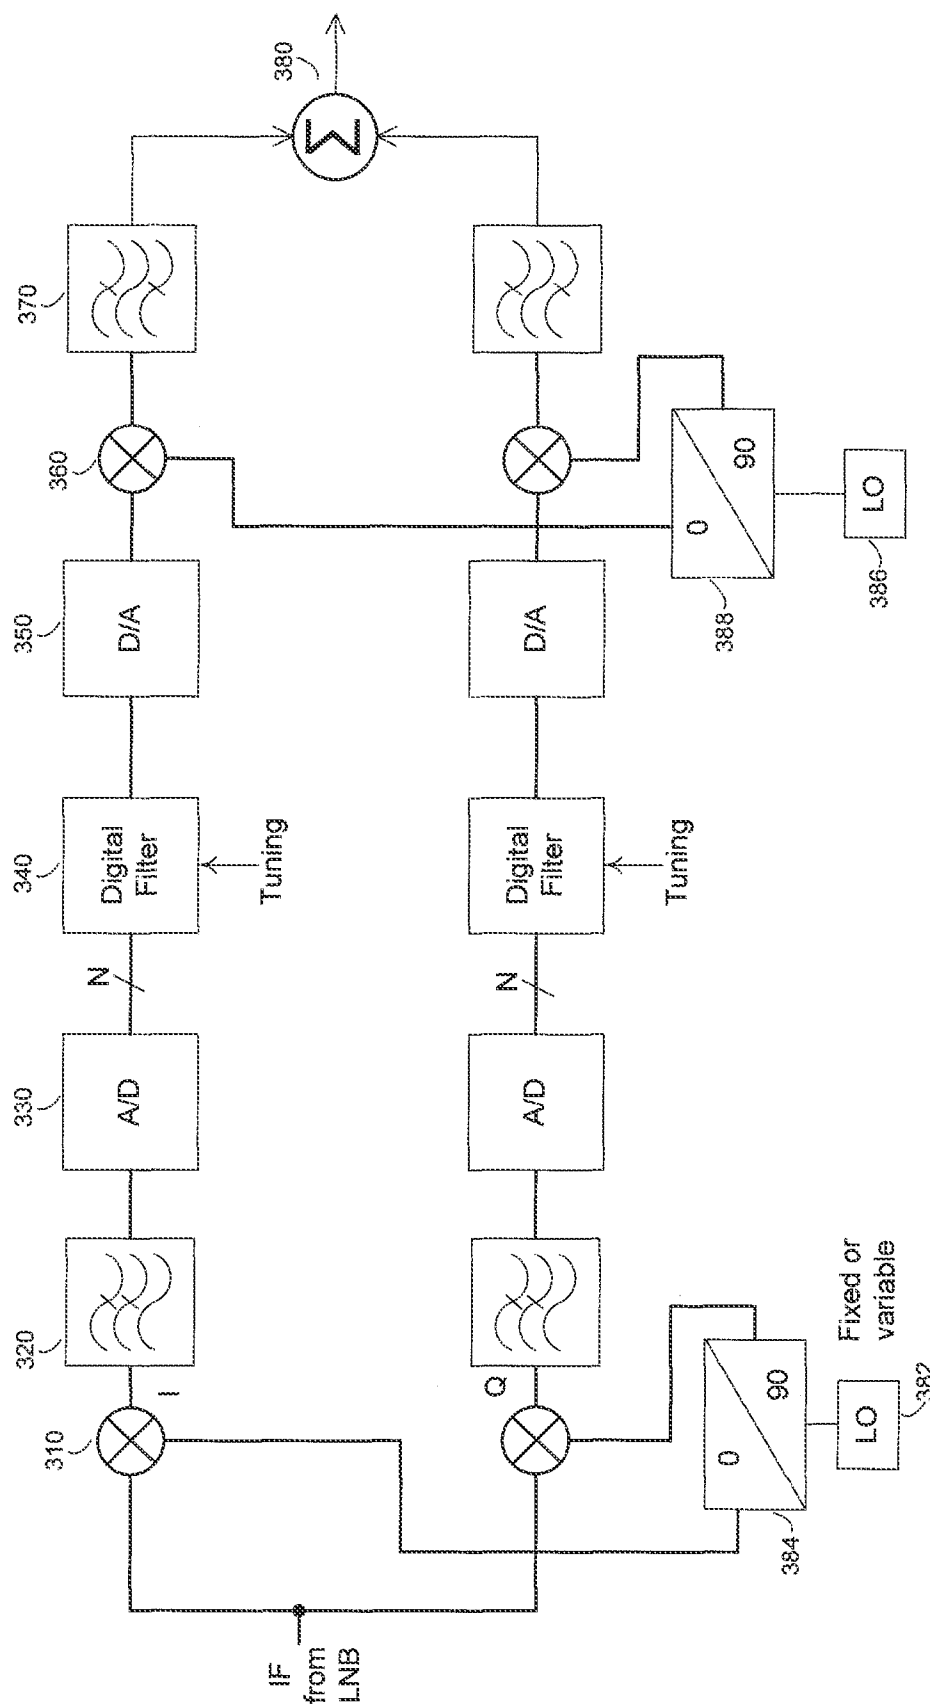 IF
from
LNB
310
I
320
330
A/D
N
340
Digital
Filter
Tuning
350
D/A
360
370
380
Σ
Q
A/D
N
Digital
Filter
Tuning
D/A
0
90
384
LO
382
Fixed or
variable
0
90
388
LO
386